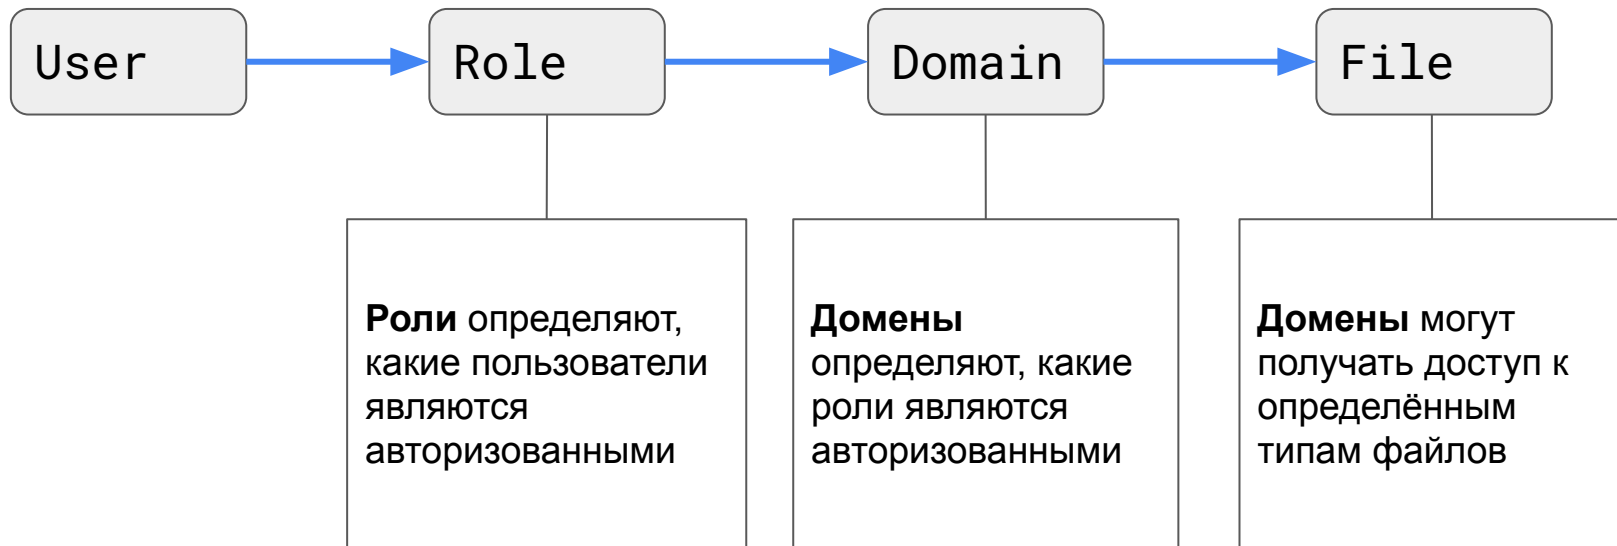 User
Role
Domain
File
Роли определяют,
какие пользователи
являются
авторизованными
Домены
определяют, какие
роли являются
авторизованными
Домены могут
получать доступ к
определённым
типам файлов